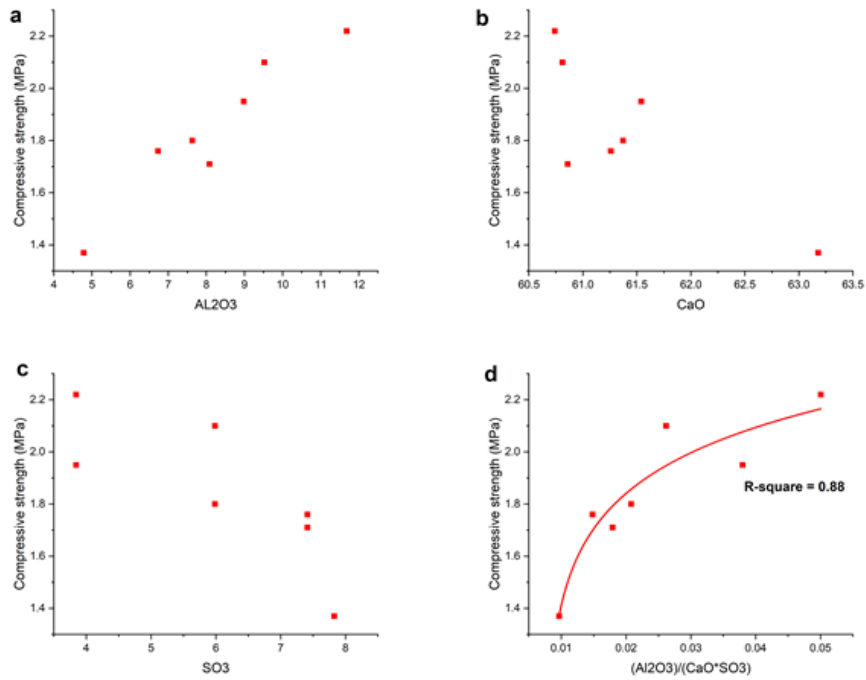 a
Compressive strength (MPa)
2.2
2.0
1.8
1.6
1.4
4 5 6 7 8 9 10 11 12
AL2O3
b
Compressive strength (MPa)
2.2
2.0
1.8
1.6
1.4
60.5 61.0 61.5 62.0 62.5 63.0 63.5
CaO
c
Compressive strength (MPa)
2.2
2.0
1.8
1.6
1.4
4 5 6 7 8
SO3
d
Compressive strength (MPa)
2.2
2.0
1.8
1.6
1.4
R-square = 0.88
0.01 0.02 0.03 0.04 0.05
(Al2O3)/(CaO*SO3)